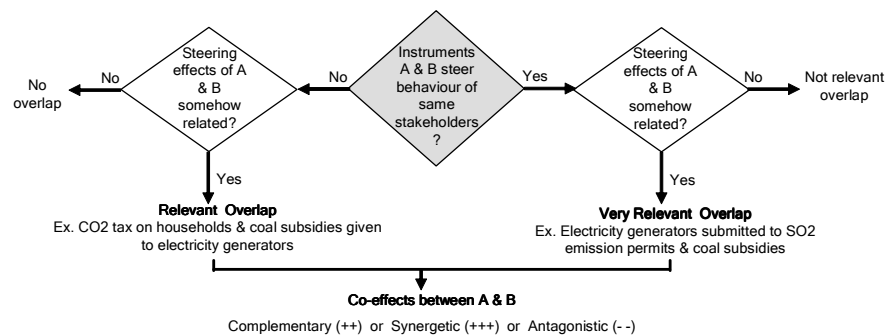 No
overlap
No
Steering
effects of A
& B
somehow
related?
No
Instruments
A & B steer
behaviour of
same
stakeholders
?
Yes
Steering
effects of A
& B
somehow
related?
No
Not relevant
overlap
Yes
Relevant Overlap
Ex. CO2 tax on households & coal subsidies given
to electricity generators
Yes
Very Relevant Overlap
Ex. Electricity generators submitted to SO2
emission permits & coal subsidies
Co-effects between A & B
Complementary (++) or Synergetic (+++) or Antagonistic (- -)